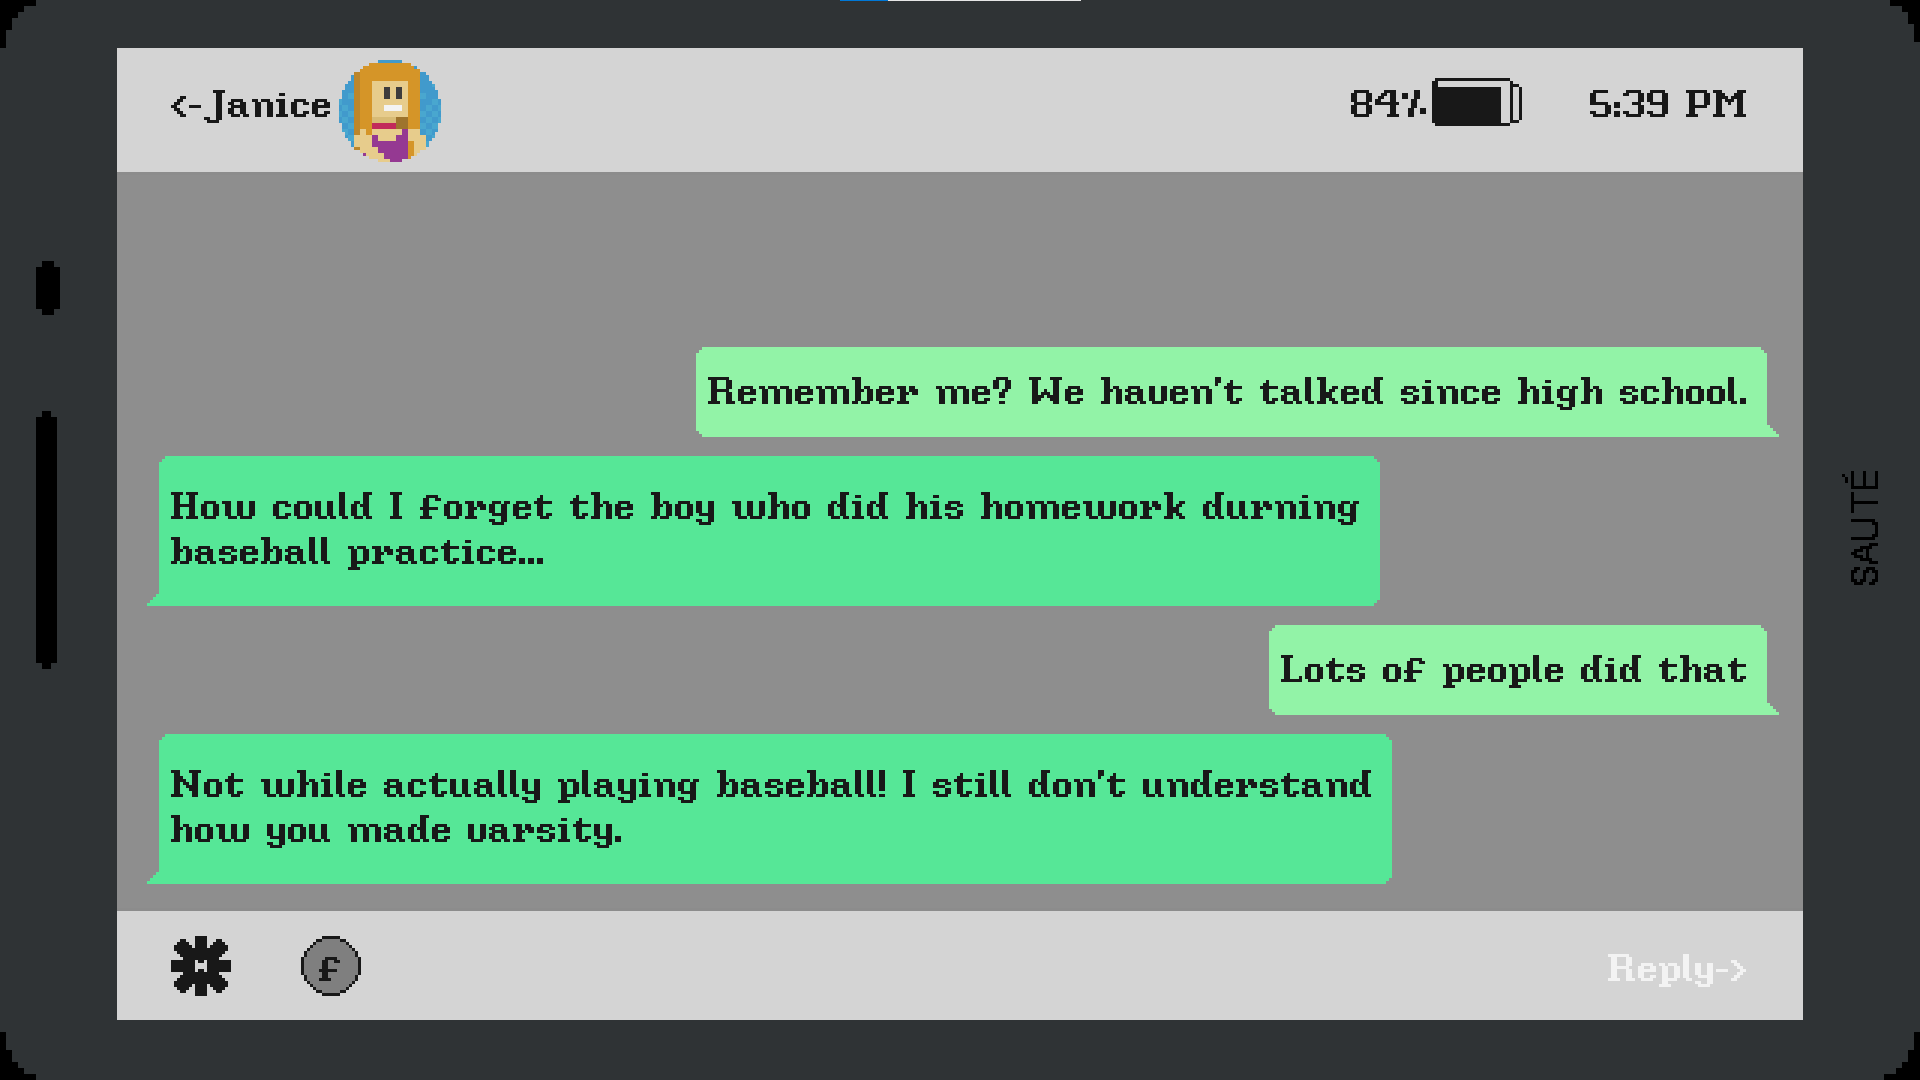 <-Janice
84%
5:39 PM
Remember me? We haven't talked since high school.
How could I forget the boy who did his homework durning
baseball practice...
Lots of people did that
Not while actually playing baseball! I still don't understand
how you made varsity.
SAUTÉ
f
Reply->